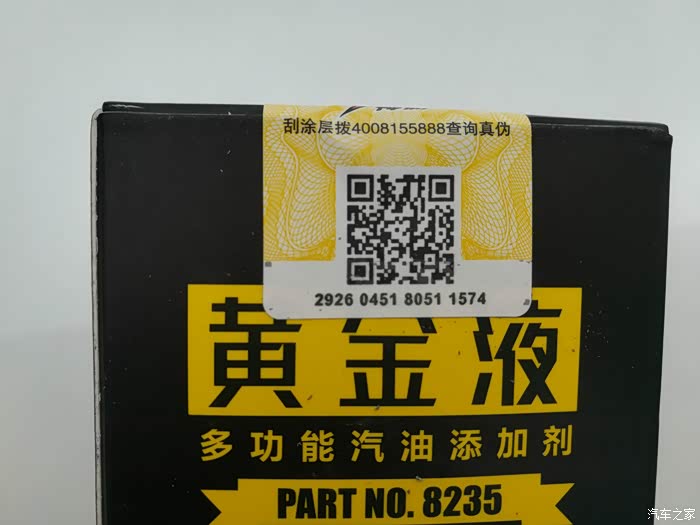 刮涂层拨4008155888查询真伪
2926 0451 8051 1574
黄金液
多功能汽油添加剂
PART NO. 8235
汽车之家